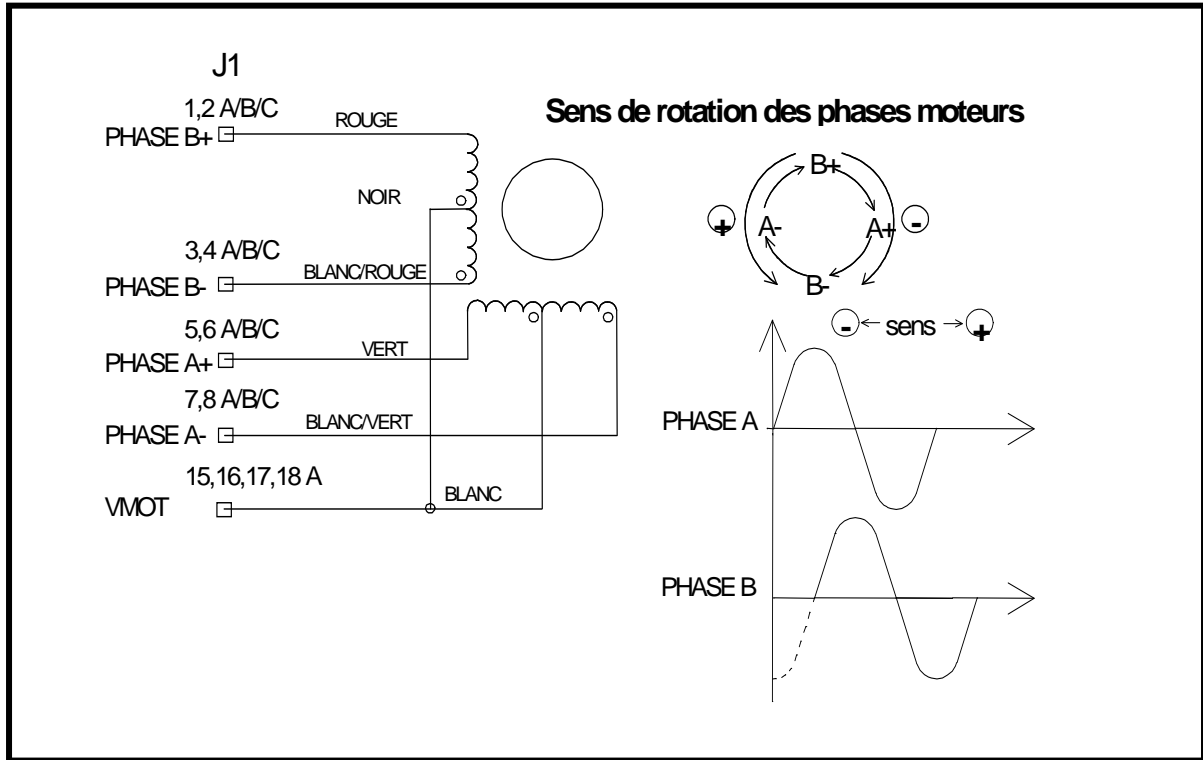 J1
1,2 A/B/C
PHASE B+
ROUGE
NOIR
3,4 A/B/C
PHASE B-
BLANC/ROUGE
5,6 A/B/C
PHASE A+
VERT
7,8 A/B/C
PHASE A-
BLANC/VERT
15,16,17,18 A
VMOT
BLANC
Sens de rotation des phases moteurs
B+
+ A- A+ -
B-
- sens +
PHASE A
PHASE B